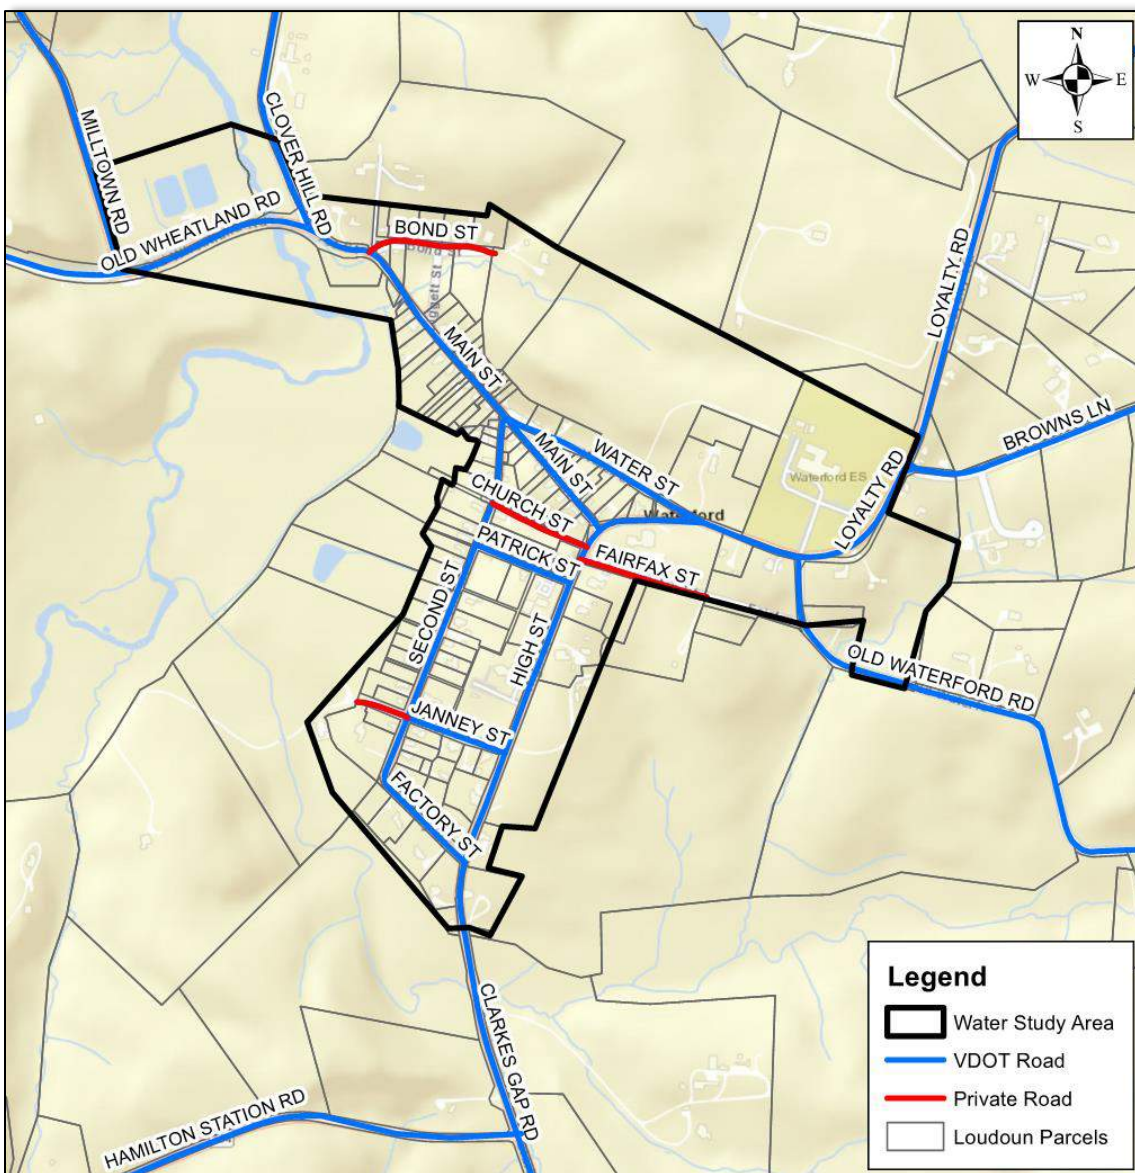 N
W E
S
MILLTOWN RD
CLOVER HILL RD
OLD WHEATLAND RD
BOND ST
Bond St
LOYALTY RD
MAIN ST
BROWNS LN
MAIN ST
WATER ST
Waterford ES
LOYALTY RD
CHURCH ST
Waterford
PATRICK ST
FAIRFAX ST
SECOND ST
HIGH ST
OLD WATERFORD RD
JANNEY ST
FACTORY ST
CLARKES GAP RD
HAMILTON STATION RD
Legend
Water Study Area
VDOT Road
Private Road
Loudoun Parcels